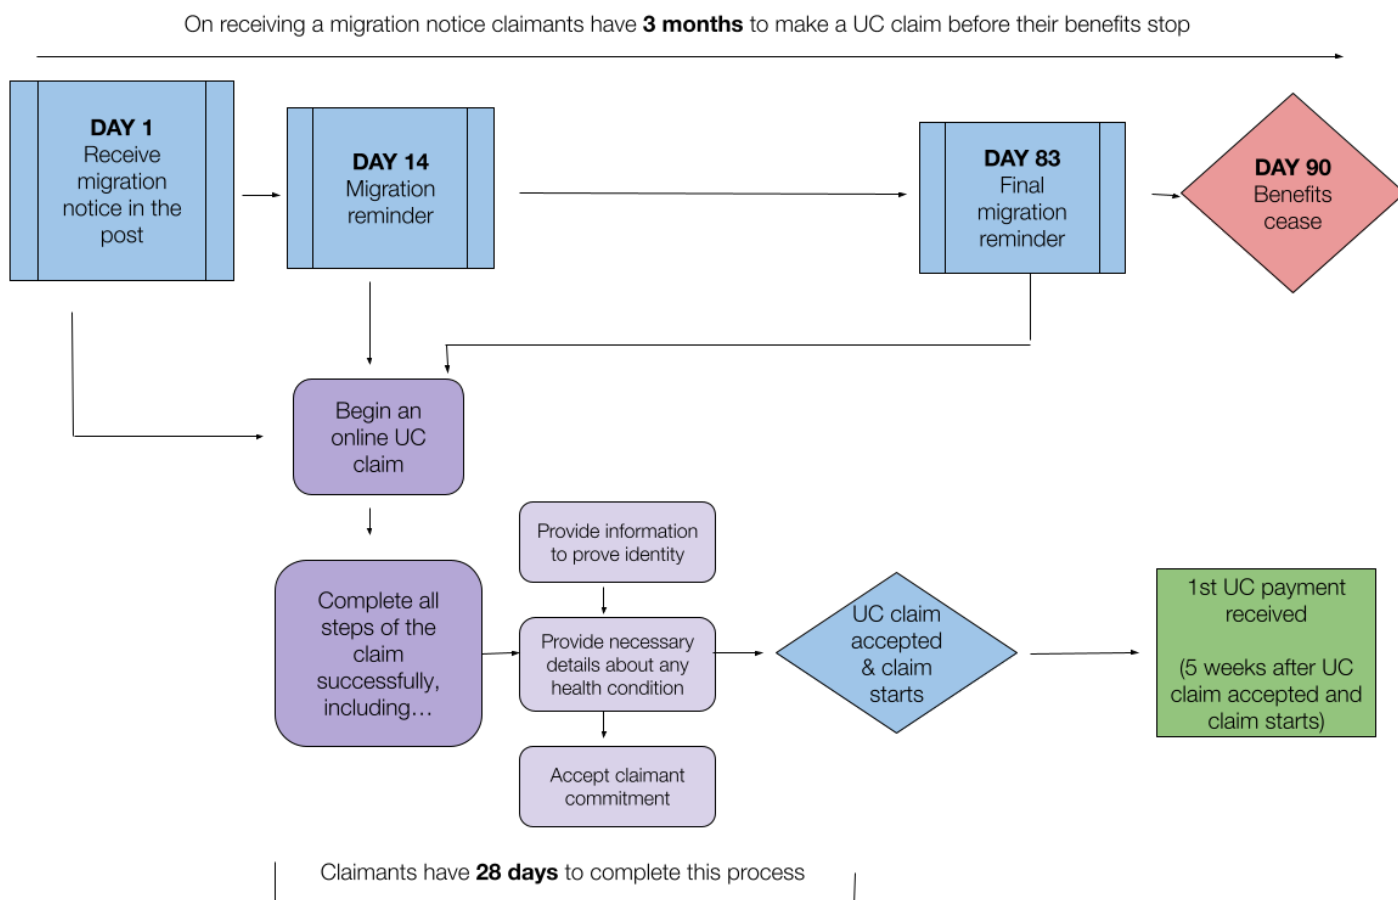 On receiving a migration notice claimants have 3 months to make a UC claim before their benefits stop
DAY 1
Receive
migration
notice in the
post
DAY 14
Migration
reminder
DAY 83
Final
migration
reminder
DAY 90
Benefits
cease
Begin an
online UC
claim
Complete all
steps of the
claim
successfully,
including…
Provide information
to prove identity
Provide necessary
details about any
health condition
Accept claimant
commitment
UC claim
accepted
& claim
starts
1st UC payment
received
(5 weeks after UC
claim accepted and
claim starts)
Claimants have 28 days to complete this process